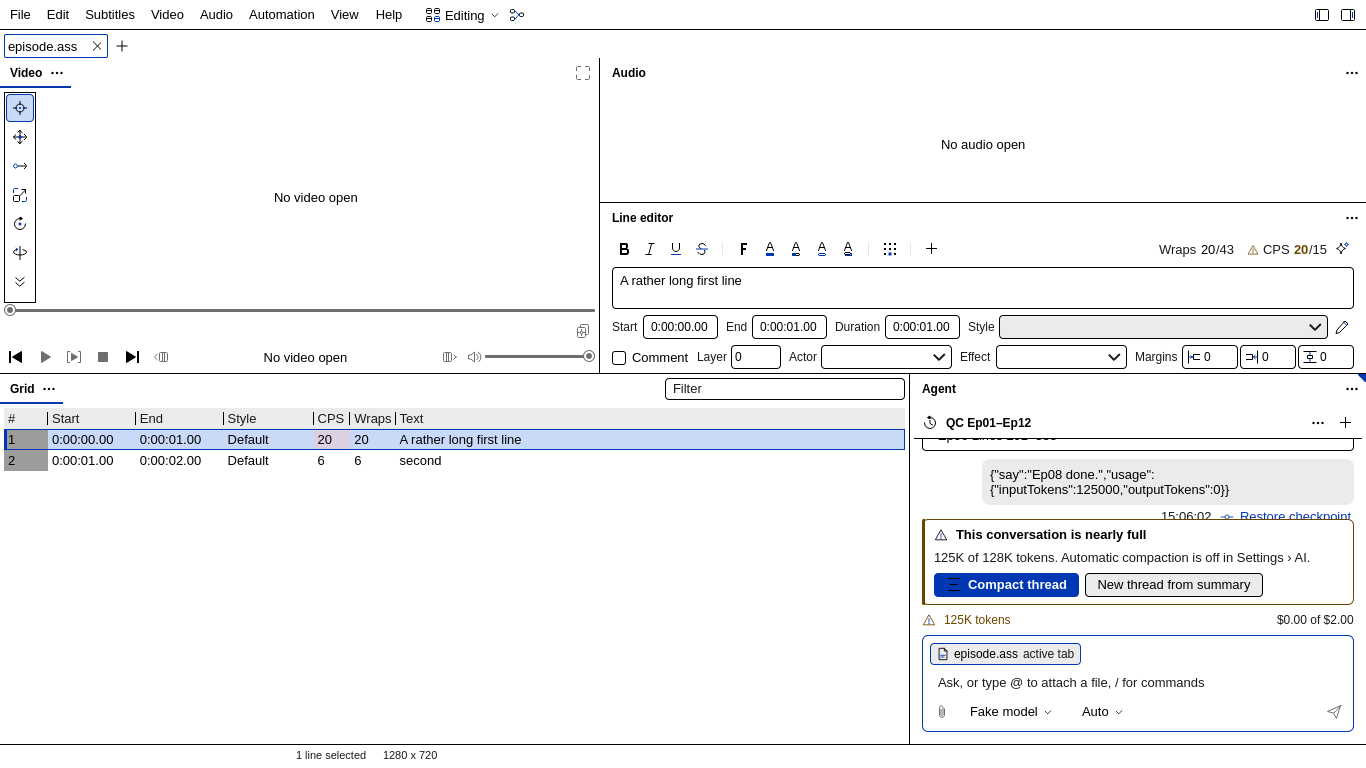 File Edit Subtitles Video Audio Automation View Help Editing
episode.ass
Video
No video open
No video open
Audio
No audio open
Line editor
B I U S F A A A A Wraps 20/43 CPS 20/15
A rather long first line
Start 0:00:00.00 End 0:00:01.00 Duration 0:00:01.00 Style
Comment Layer 0 Actor Effect Margins 0 0 0
Grid Filter
# Start End Style CPS Wraps Text
1 0:00:00.00 0:00:01.00 Default 20 20 A rather long first line
2 0:00:01.00 0:00:02.00 Default 6 6 second
Agent
QC Ep01–Ep12
{"say":"Ep08 done.","usage":
{"inputTokens":125000,"outputTokens":0}}
15:06:02 Restore checkpoint
This conversation is nearly full
125K of 128K tokens. Automatic compaction is off in Settings › AI.
Compact thread New thread from summary
125K tokens $0.00 of $2.00
episode.ass active tab
Ask, or type @ to attach a file, / for commands
Fake model Auto
1 line selected 1280 x 720